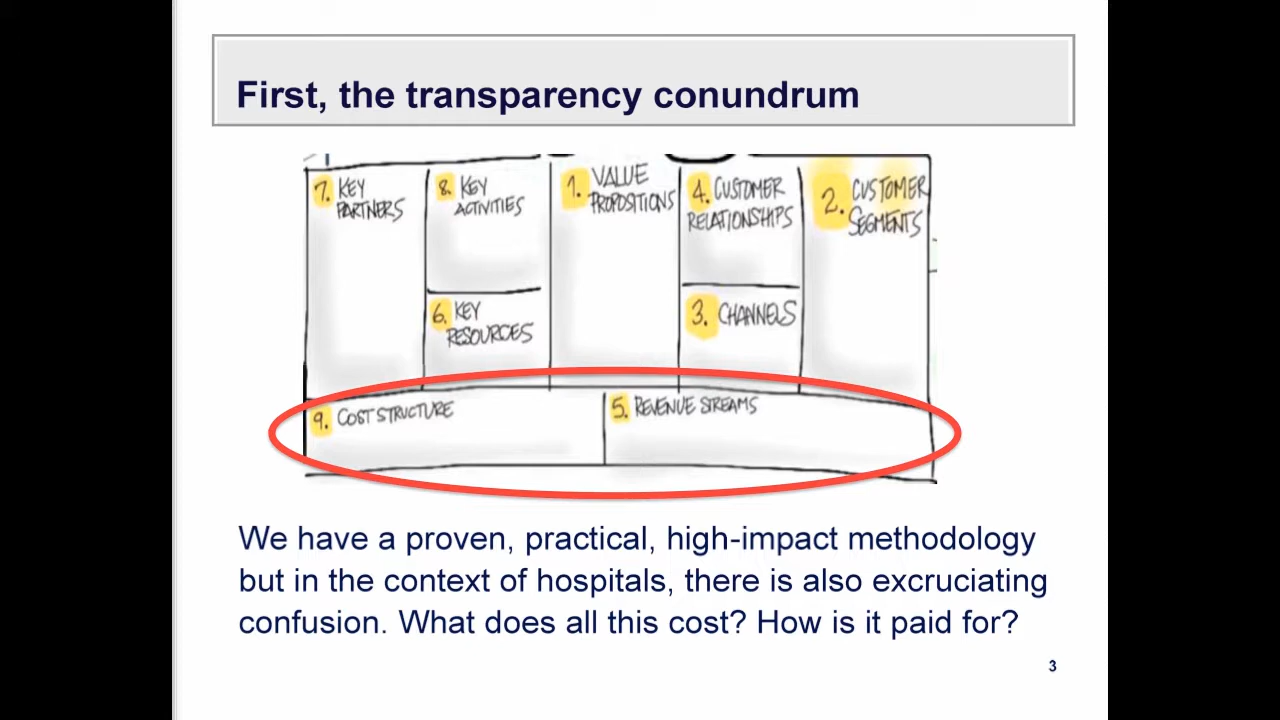 First, the transparency conundrum
7. KEY
PARTNERS
8. KEY
ACTIVITIES
6. KEY
RESOURCES
1. VALUE
PROPOSITIONS
4. CUSTOMER
RELATIONSHIPS
3. CHANNELS
2. CUSTOMER
SEGMENTS
9. COST STRUCTURE
5. REVENUE STREAMS
We have a proven, practical, high-impact methodology
but in the context of hospitals, there is also excruciating
confusion. What does all this cost? How is it paid for?
3